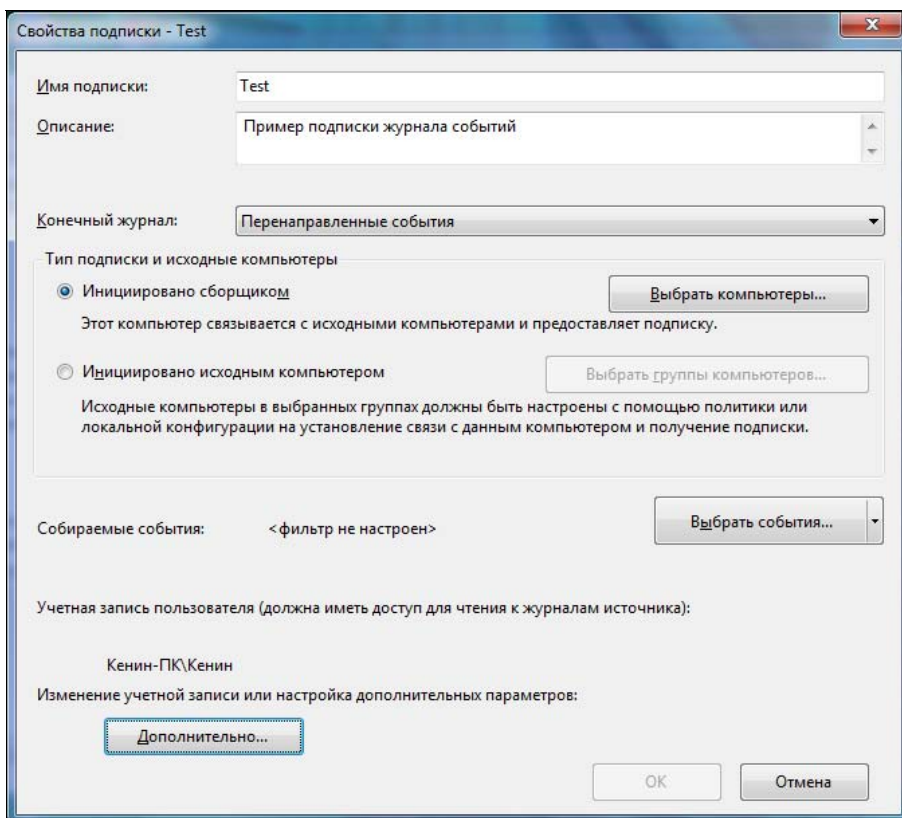 Свойства подписки - Test
Имя подписки: Test
Описание: Пример подписки журнала событий
Конечный журнал: Перенаправленные события
Тип подписки и исходные компьютеры
Инициировано сборщиком Выбрать компьютеры...
Этот компьютер связывается с исходными компьютерами и предоставляет подписку.
Инициировано исходным компьютером Выбрать группы компьютеров...
Исходные компьютеры в выбранных группах должны быть настроены с помощью политики или
локальной конфигурации на установление связи с данным компьютером и получение подписки.
Собираемые события: <фильтр не настроен> Выбрать события...
Учетная запись пользователя (должна иметь доступ для чтения к журналам источника):
Кенин-ПК\Кенин
Изменение учетной записи или настройка дополнительных параметров:
Дополнительно...
ОК Отмена